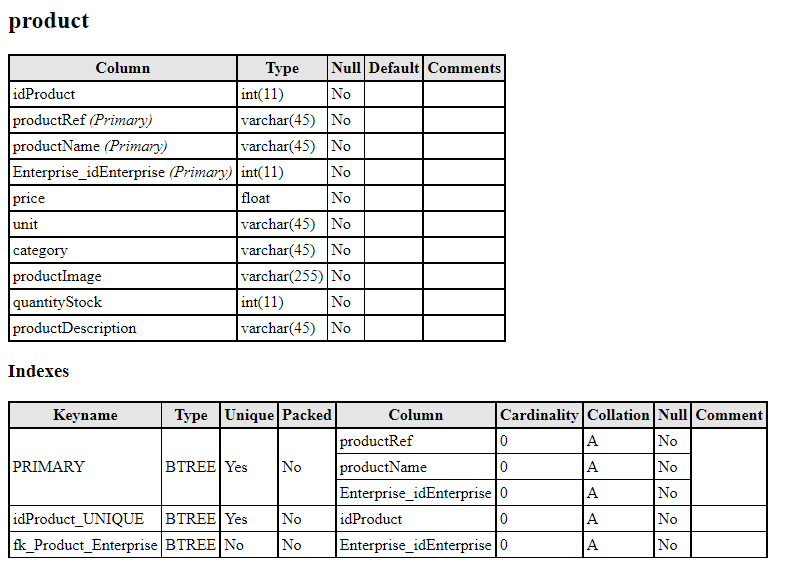 product
Column Type Null Default Comments
idProduct int(11) No
productRef (Primary) varchar(45) No
productName (Primary) varchar(45) No
Enterprise_idEnterprise (Primary) int(11) No
price float No
unit varchar(45) No
category varchar(45) No
productImage varchar(255) No
quantityStock int(11) No
productDescription varchar(45) No
Indexes
Keyname Type Unique Packed Column Cardinality Collation Null Comment
productRef 0 A No
PRIMARY BTREE Yes No productName 0 A No
Enterprise_idEnterprise 0 A No
idProduct_UNIQUE BTREE Yes No idProduct 0 A No
fk_Product_Enterprise BTREE No No Enterprise_idEnterprise 0 A No